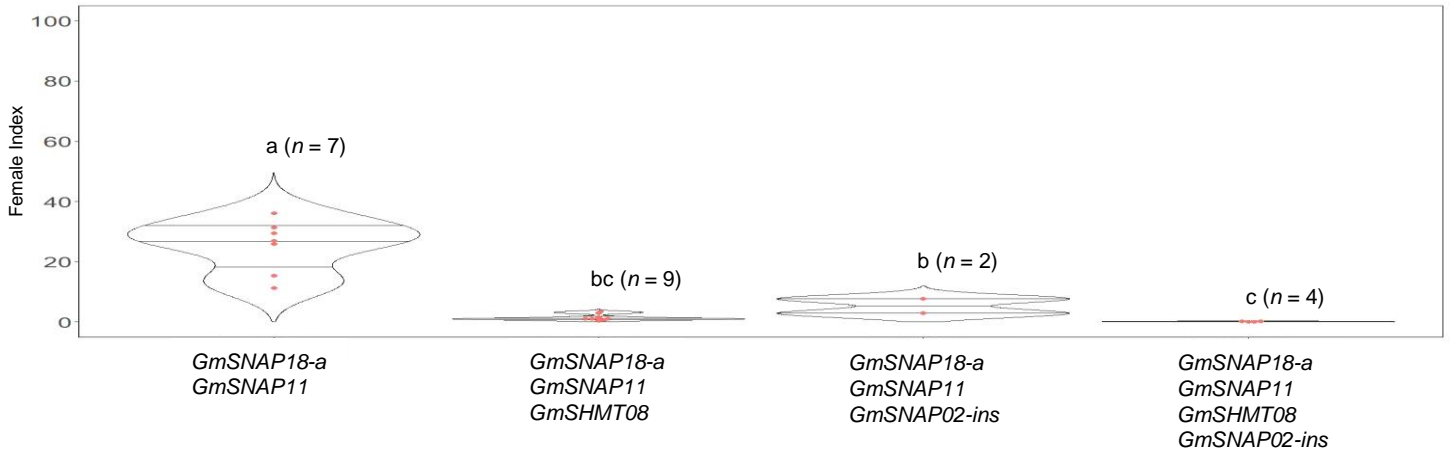 100
80
60
40
20
0
Female Index
a (n = 7)
bc (n = 9)
b (n = 2)
c (n = 4)
GmSNAP18-a
GmSNAP11
GmSNAP18-a
GmSNAP11
GmSHMT08
GmSNAP18-a
GmSNAP11
GmSNAP02-ins
GmSNAP18-a
GmSNAP11
GmSHMT08
GmSNAP02-ins